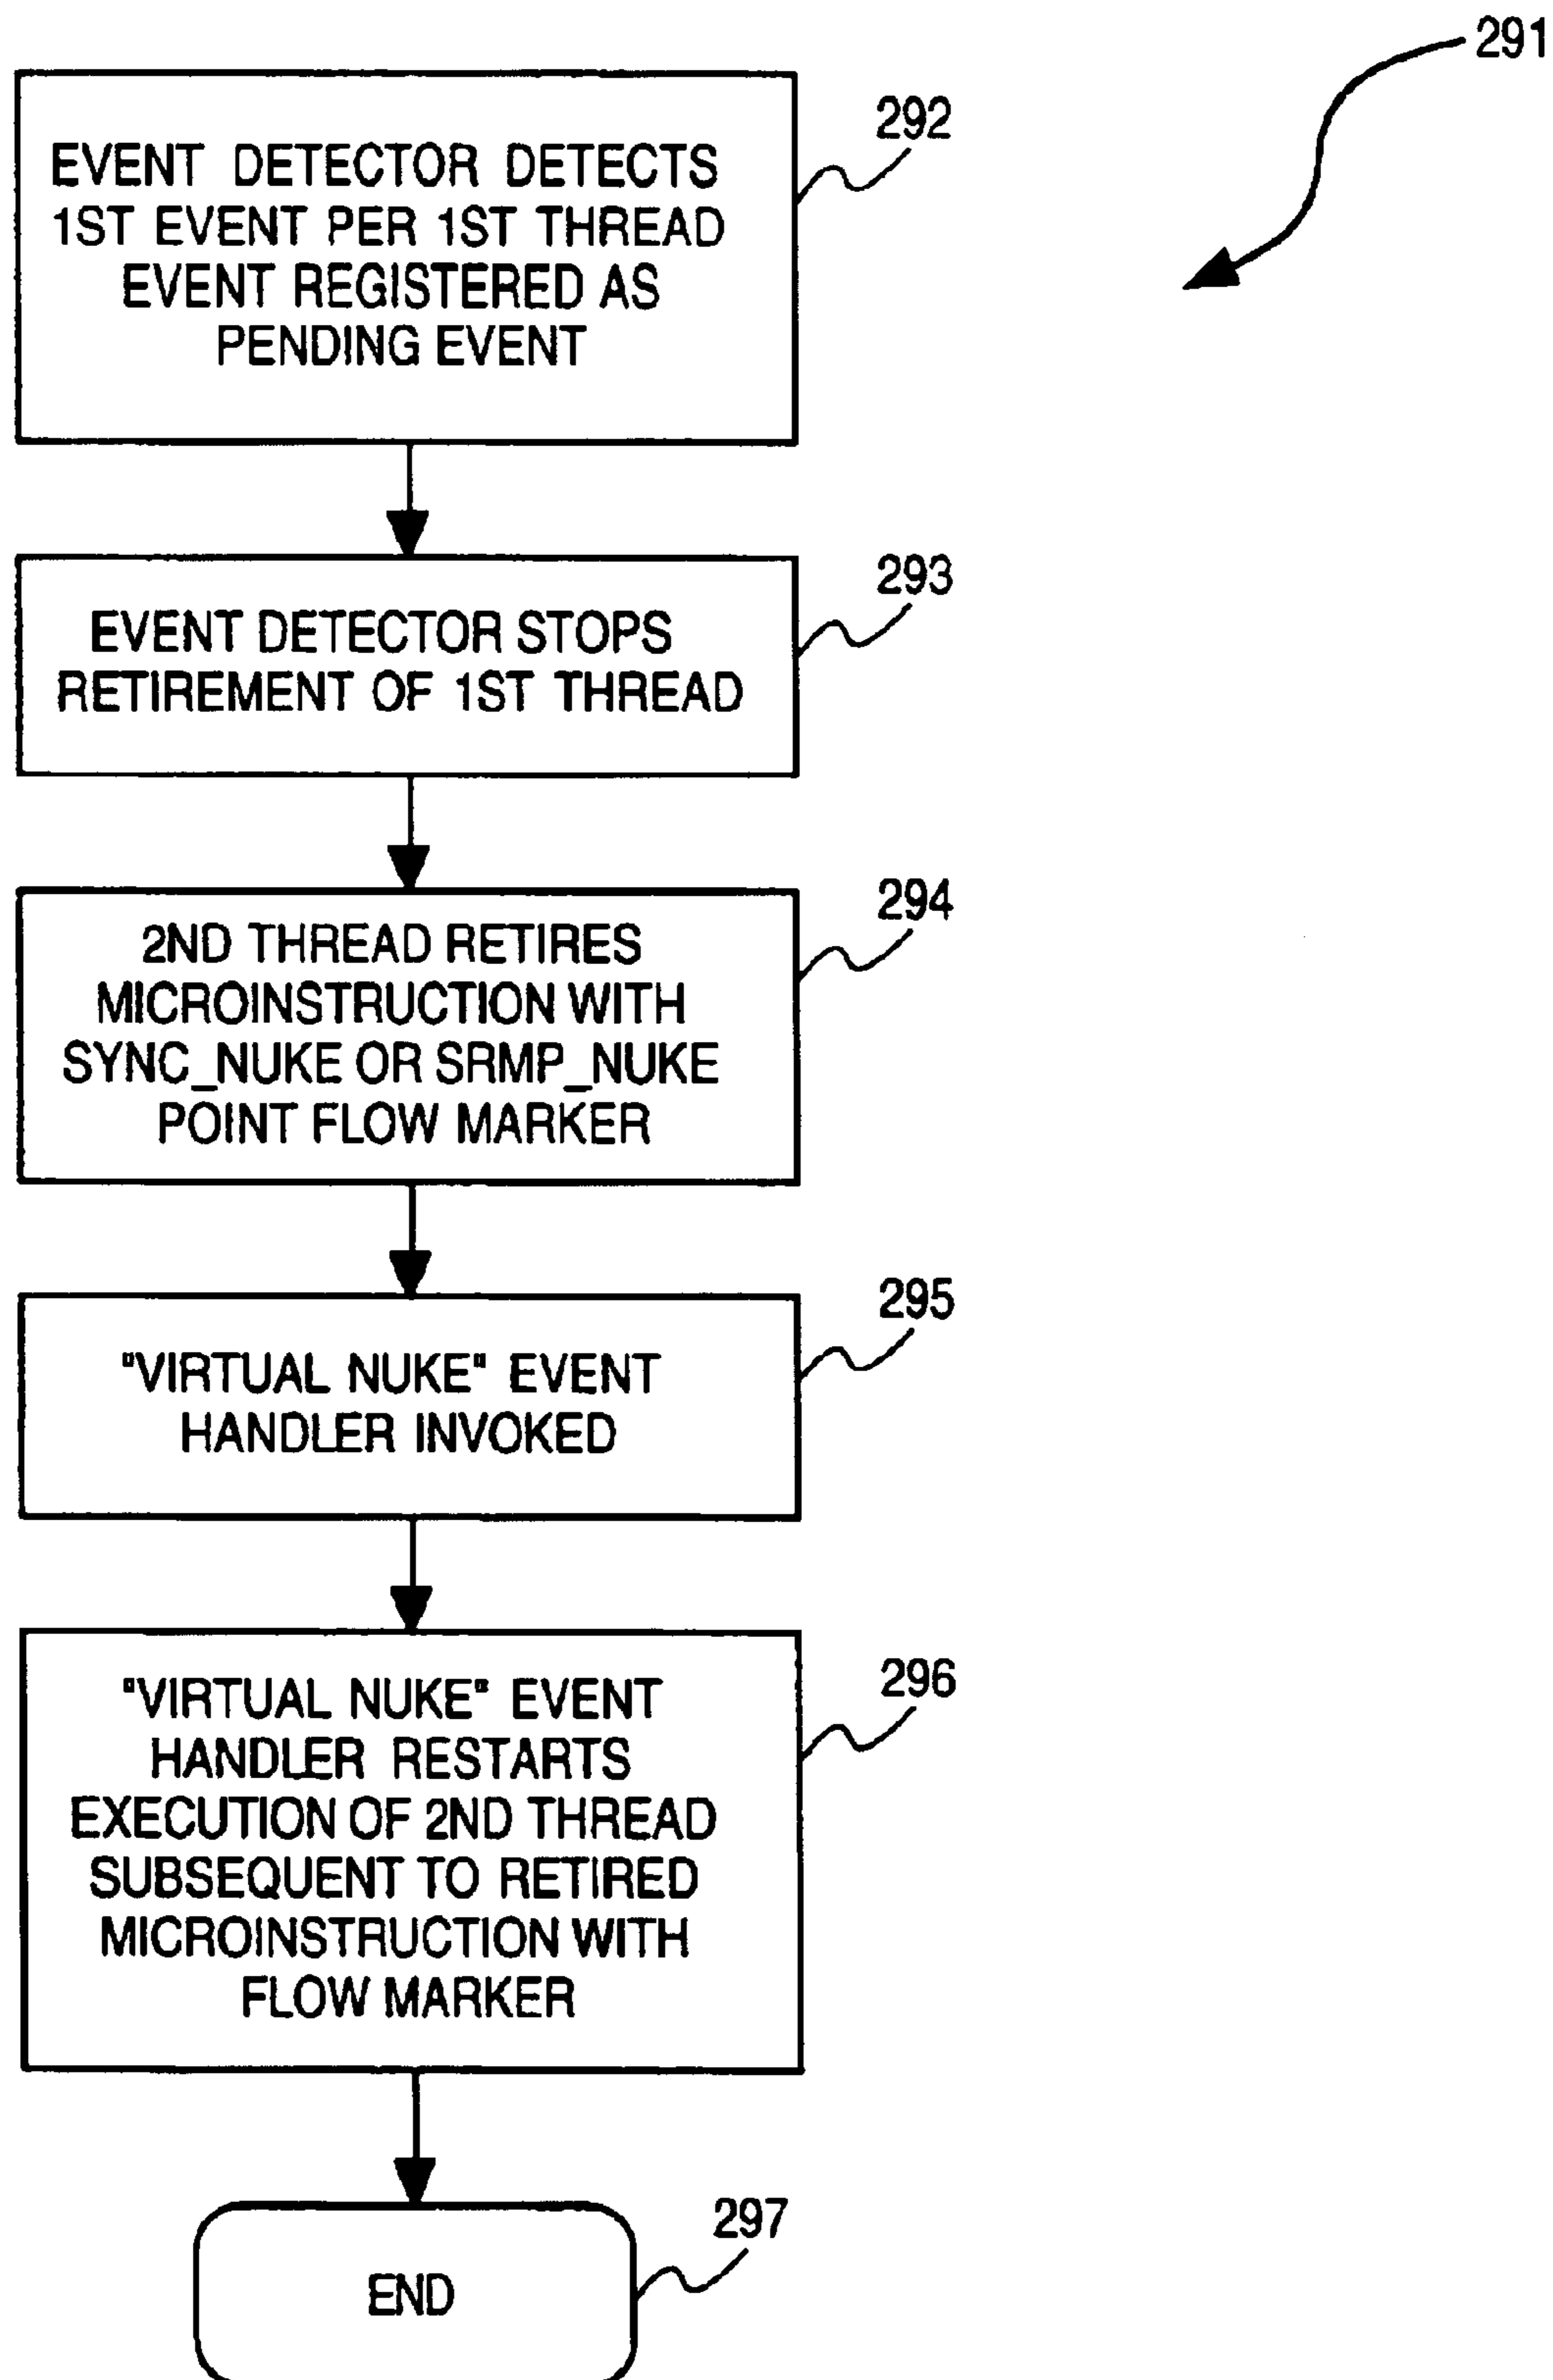 291
292
EVENT DETECTOR DETECTS
1ST EVENT PER 1ST THREAD
EVENT REGISTERED AS
PENDING EVENT
293
EVENT DETECTOR STOPS
RETIREMENT OF 1ST THREAD
294
2ND THREAD RETIRES
MICROINSTRUCTION WITH
SYNC_NUKE OR SRMP_NUKE
POINT FLOW MARKER
295
"VIRTUAL NUKE" EVENT
HANDLER INVOKED
296
"VIRTUAL NUKE" EVENT
HANDLER RESTARTS
EXECUTION OF 2ND THREAD
SUBSEQUENT TO RETIRED
MICROINSTRUCTION WITH
FLOW MARKER
297
END